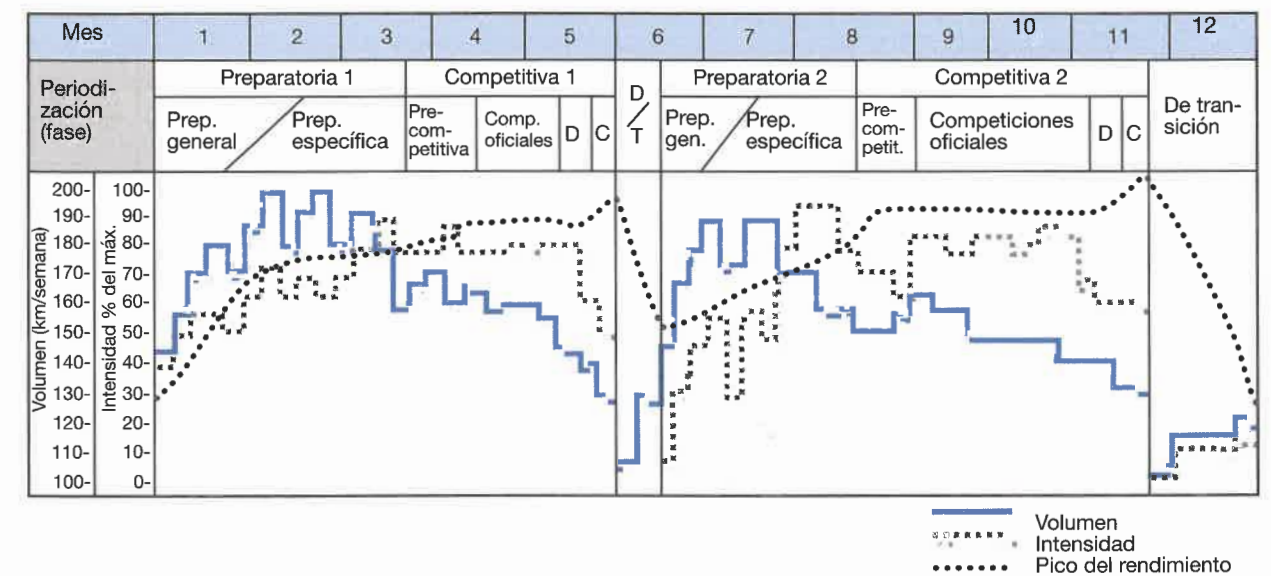 Mes 1 2 3 4 5 6 7 8 9 10 11 12
Periodi-
zación
(fase)
Preparatoria 1
Competitiva 1
D
/
T
Preparatoria 2
Competitiva 2
De tran-
sición
Prep.
general
Prep.
específica
Pre-
com-
petitiva
Comp.
oficiales
D
C
Prep.
gen.
Prep.
específica
Pre-
com-
petit.
Competiciones
oficiales
D
C
Volumen (km/semana)
200-
190-
180-
170-
160-
150-
140-
130-
120-
110-
100-
Intensidad % del máx.
100-
90-
80-
70-
60-
50-
40-
30-
20-
10-
0-
Volumen
Intensidad
Pico del rendimiento